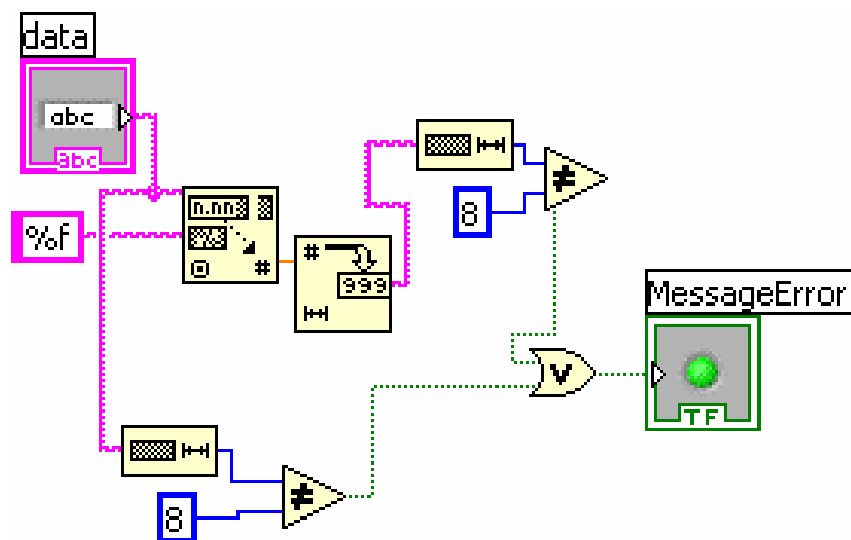 data
abc
abc
%f
n.nn
#
#
999
8
≠
MessageError
V
TF
8
≠